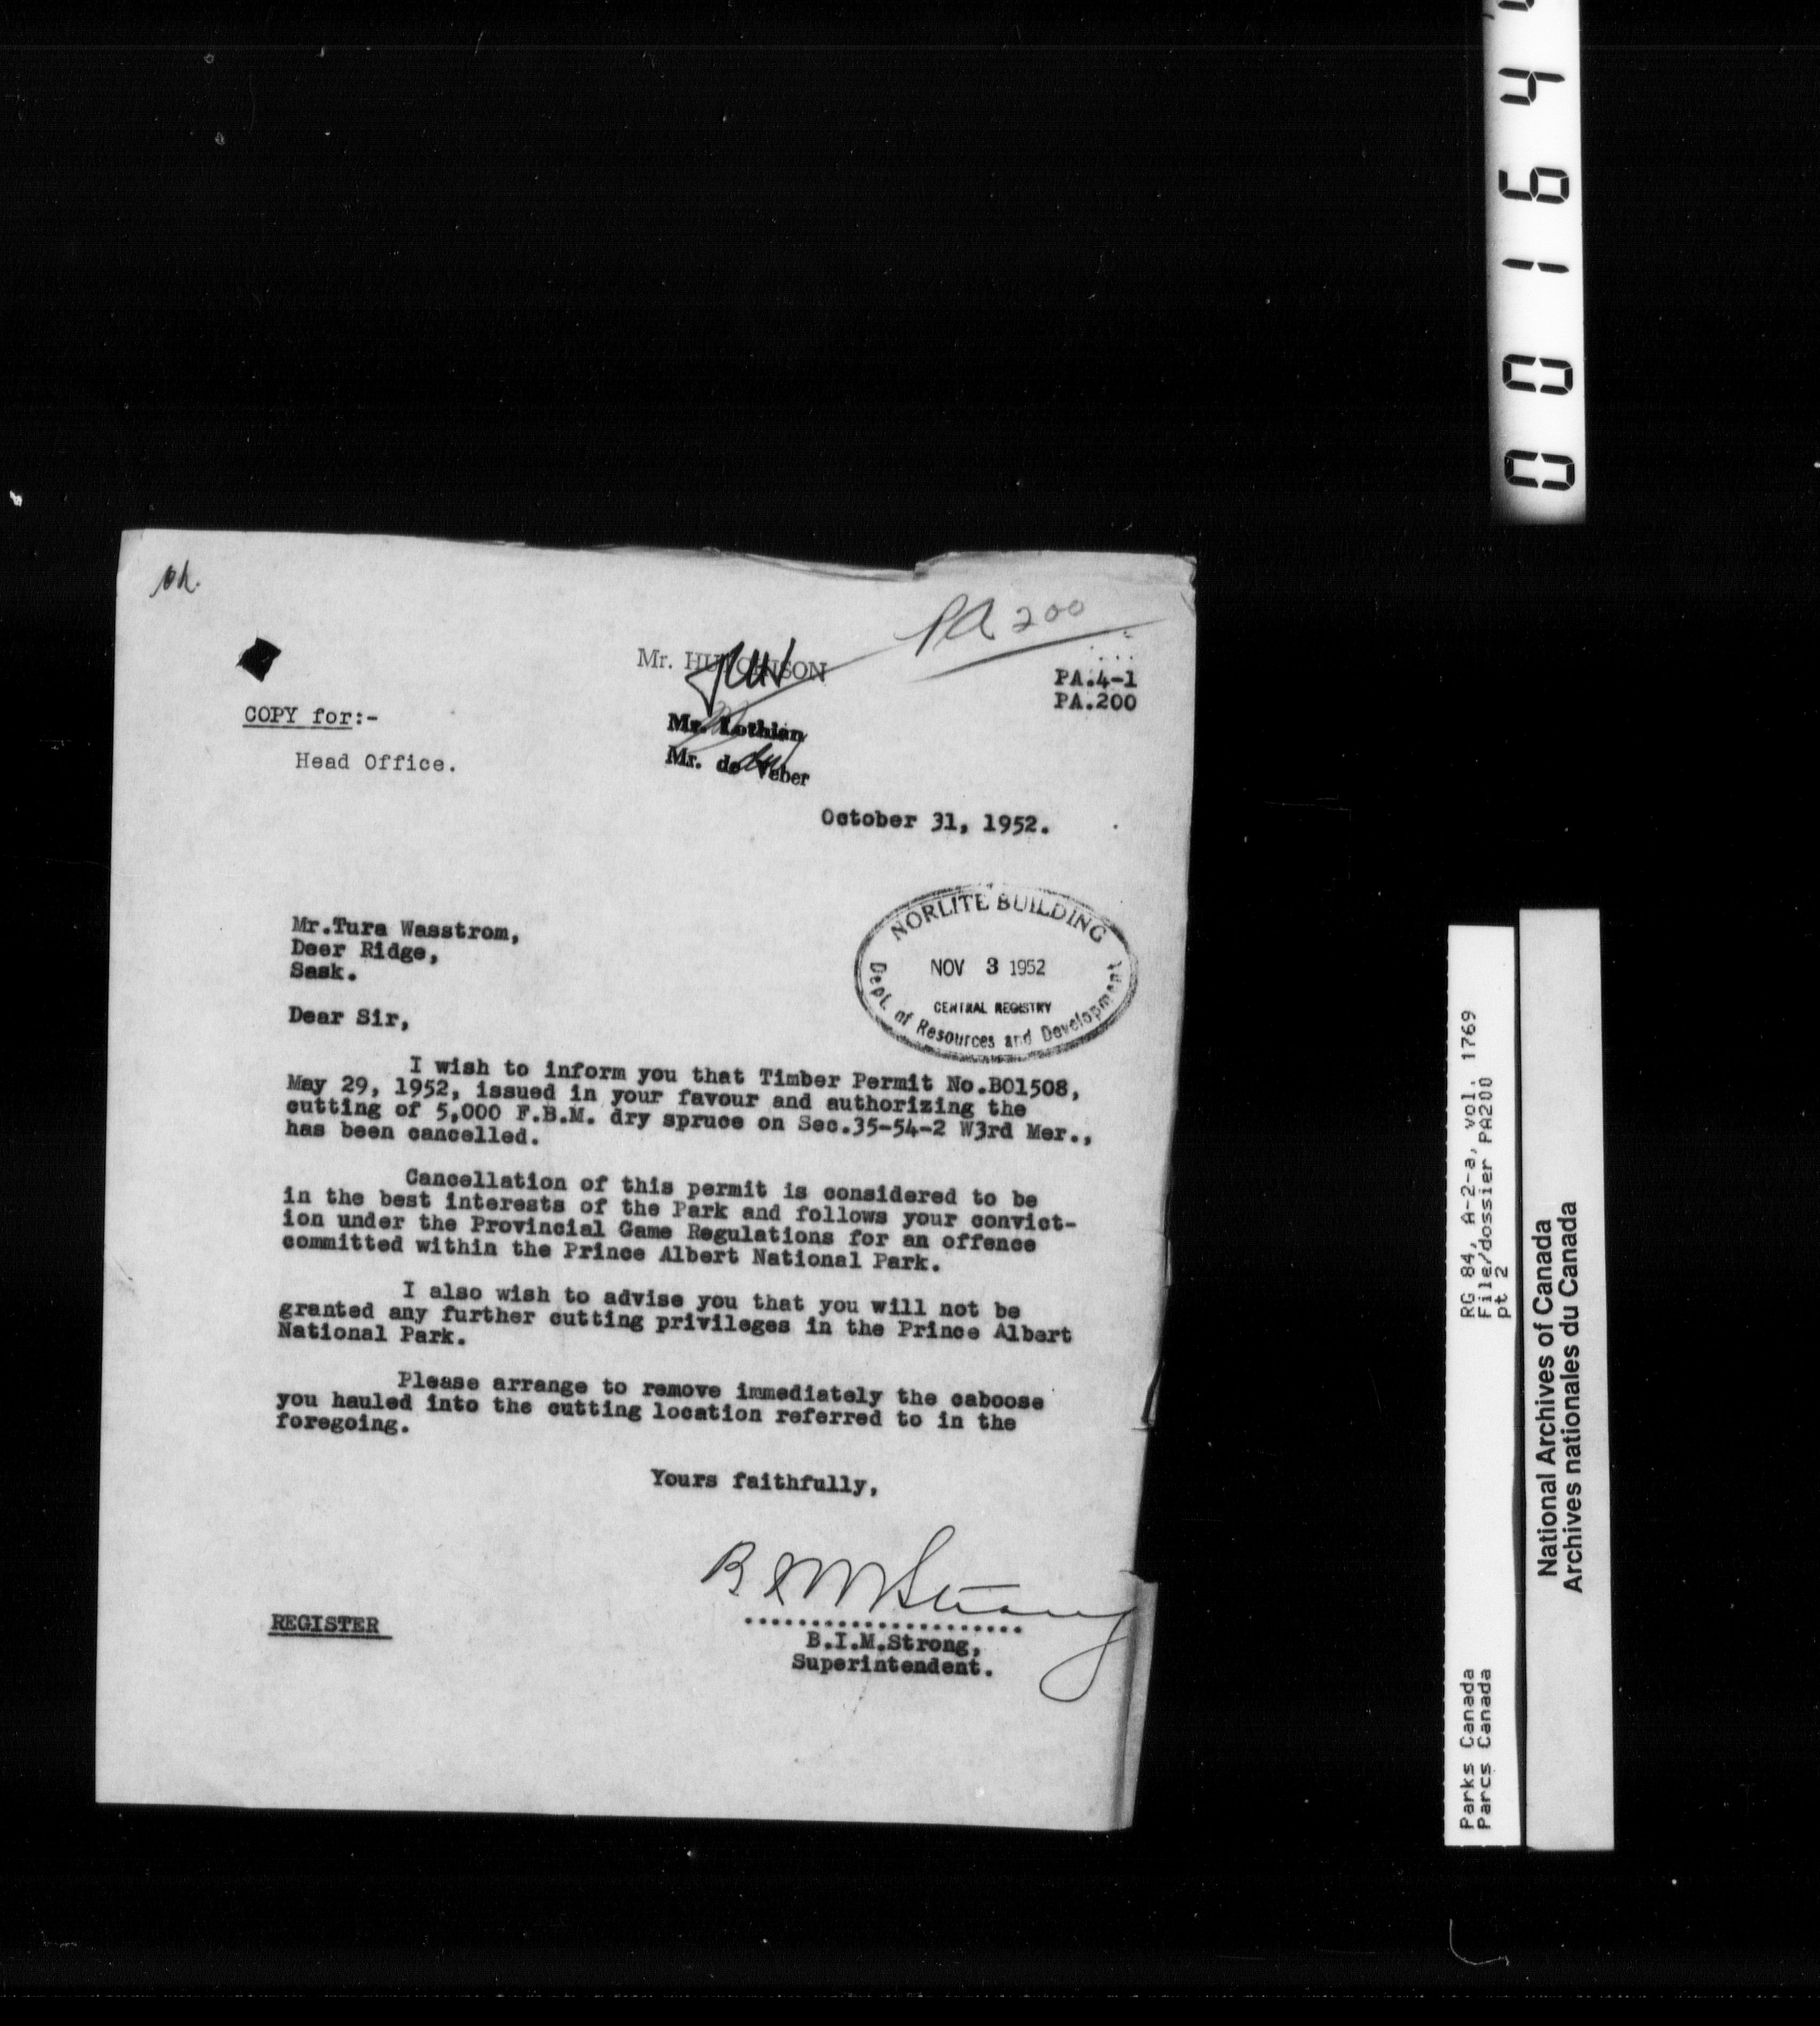 ok.
PA 200
Mr. HUTCHISON
PA.4-1
PA.200
COPY for:-
Mr. Lothian
Head Office.
Mr. de Veber
October 31, 1952.
NORLITE BUILDING
NOV 3 1952
CENTRAL REGISTRY
Dept. of Resources and Development
Mr.Tura Wasstrom,
Deer Ridge,
Sask.
Dear Sir,
I wish to inform you that Timber Permit No.B01508,
May 29, 1952, issued in your favour and authorizing the
cutting of 5,000 F.B.M. dry spruce on Sec.35-54-2 W3rd Mer.,
has been cancelled.
Cancellation of this permit is considered to be
in the best interests of the Park and follows your convict-
ion under the Provincial Game Regulations for an offence
committed within the Prince Albert National Park.
I also wish to advise you that you will not be
granted any further cutting privileges in the Prince Albert
National Park.
Please arrange to remove immediately the caboose
you hauled into the cutting location referred to in the
foregoing.
Yours faithfully,
B I M Strong
B.I.M.Strong,
Superintendent.
REGISTER
00164
Parks Canada
Parcs Canada
RG 84, A-2-a, vol. 1769
File/dossier PA200
pt 2
National Archives of Canada
Archives nationales du Canada